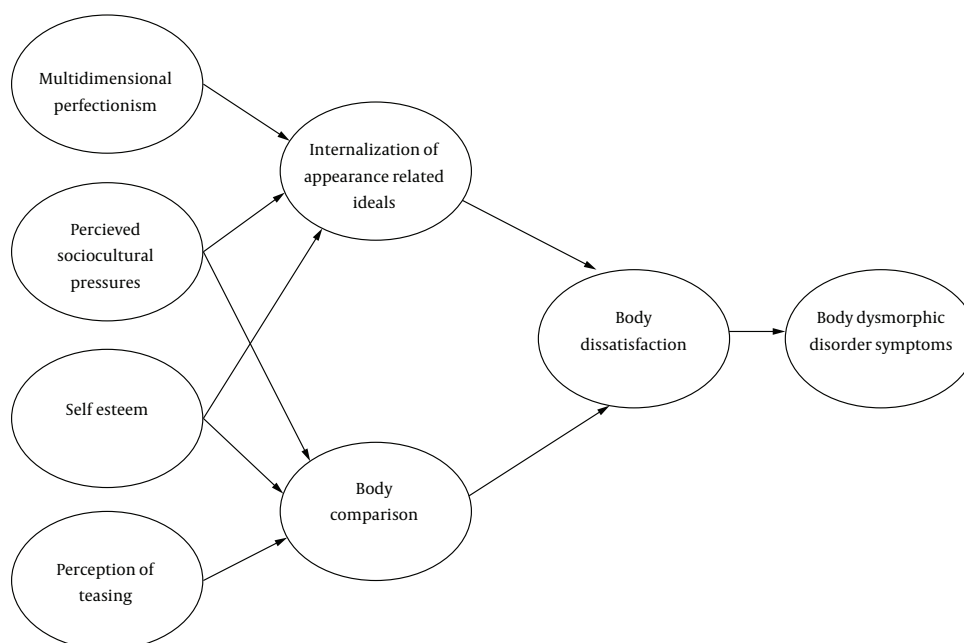 Multidimensional
perfectionism
Internalization of
appearance related
ideals
Percieved
sociocultural
pressures
Body
dissatisfaction
Body dysmorphic
disorder symptoms
Self esteem
Body
comparison
Perception of
teasing